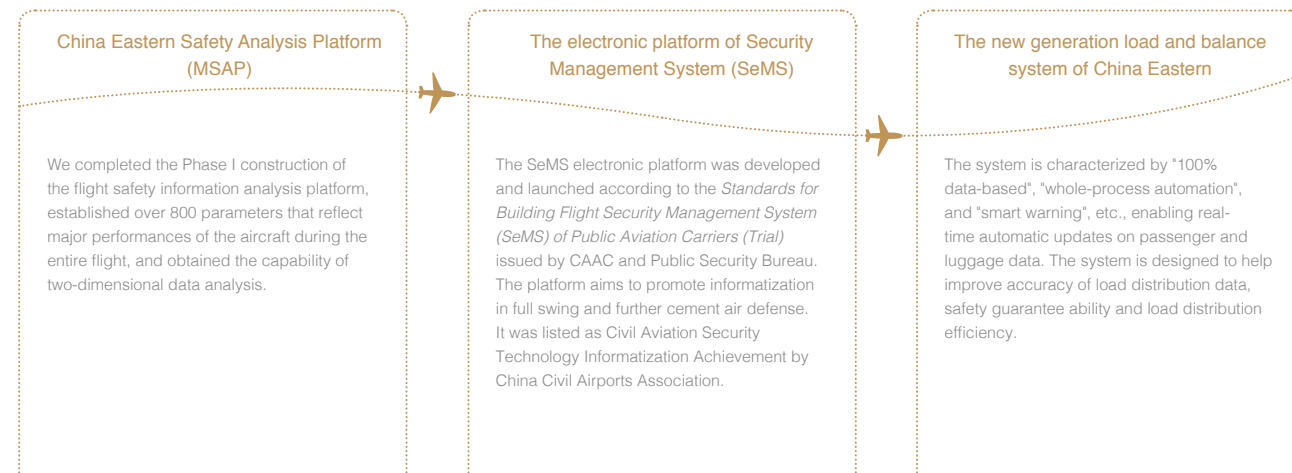 China Eastern Safety Analysis Platform
(MSAP)
We completed the Phase I construction of
the flight safety information analysis platform,
established over 800 parameters that reflect
major performances of the aircraft during the
entire flight, and obtained the capability of
two-dimensional data analysis.
The electronic platform of Security
Management System (SeMS)
The SeMS electronic platform was developed
and launched according to the Standards for
Building Flight Security Management System
(SeMS) of Public Aviation Carriers (Trial)
issued by CAAC and Public Security Bureau.
The platform aims to promote informatization
in full swing and further cement air defense.
It was listed as Civil Aviation Security
Technology Informatization Achievement by
China Civil Airports Association.
The new generation load and balance
system of China Eastern
The system is characterized by "100%
data-based", "whole-process automation",
and "smart warning", etc., enabling real-
time automatic updates on passenger and
luggage data. The system is designed to help
improve accuracy of load distribution data,
safety guarantee ability and load distribution
efficiency.